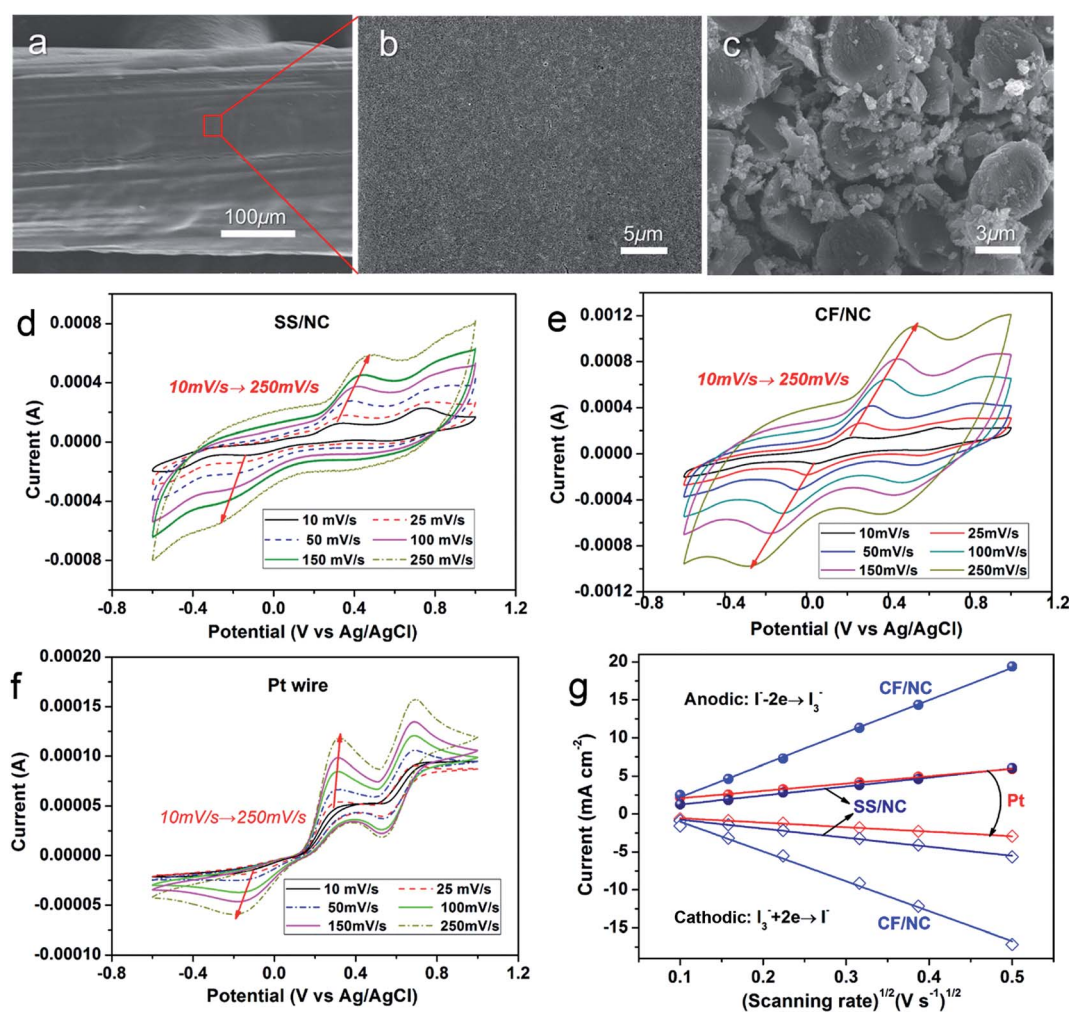 a
b
c
100μm
5μm
3μm
d
SS/NC
10mV/s→ 250mV/s
0.0008
0.0004
0.0000
-0.0004
-0.0008
Current (A)
10 mV/s
25 mV/s
50 mV/s
100 mV/s
150 mV/s
250 mV/s
-0.8 -0.4 0.0 0.4 0.8 1.2
Potential (V vs Ag/AgCl)
e
CF/NC
10mV/s→ 250mV/s
0.0012
0.0008
0.0004
0.0000
-0.0004
-0.0008
-0.0012
Current (A)
10mV/s
25mV/s
50mV/s
100mV/s
150mV/s
250mV/s
-0.8 -0.4 0.0 0.4 0.8 1.2
Potential (V vs Ag/AgCl)
f
Pt wire
10mV/s→250mV/s
0.00020
0.00015
0.00010
0.00005
0.00000
-0.00005
-0.00010
Current (A)
10 mV/s
25 mV/s
50mV/s
100mV/s
150mV/s
250mV/s
-0.8 -0.4 0.0 0.4 0.8 1.2
Potential (V vs Ag/AgCl)
g
20
15
10
5
0
-5
-10
-15
Current (mA cm⁻²)
Anodic: I⁻-2e→ I₃⁻
CF/NC
SS/NC
Pt
Cathodic: I₃⁻+2e→ I⁻
CF/NC
0.1 0.2 0.3 0.4 0.5
(Scanning rate)¹ᐟ²(V s⁻¹)¹ᐟ²